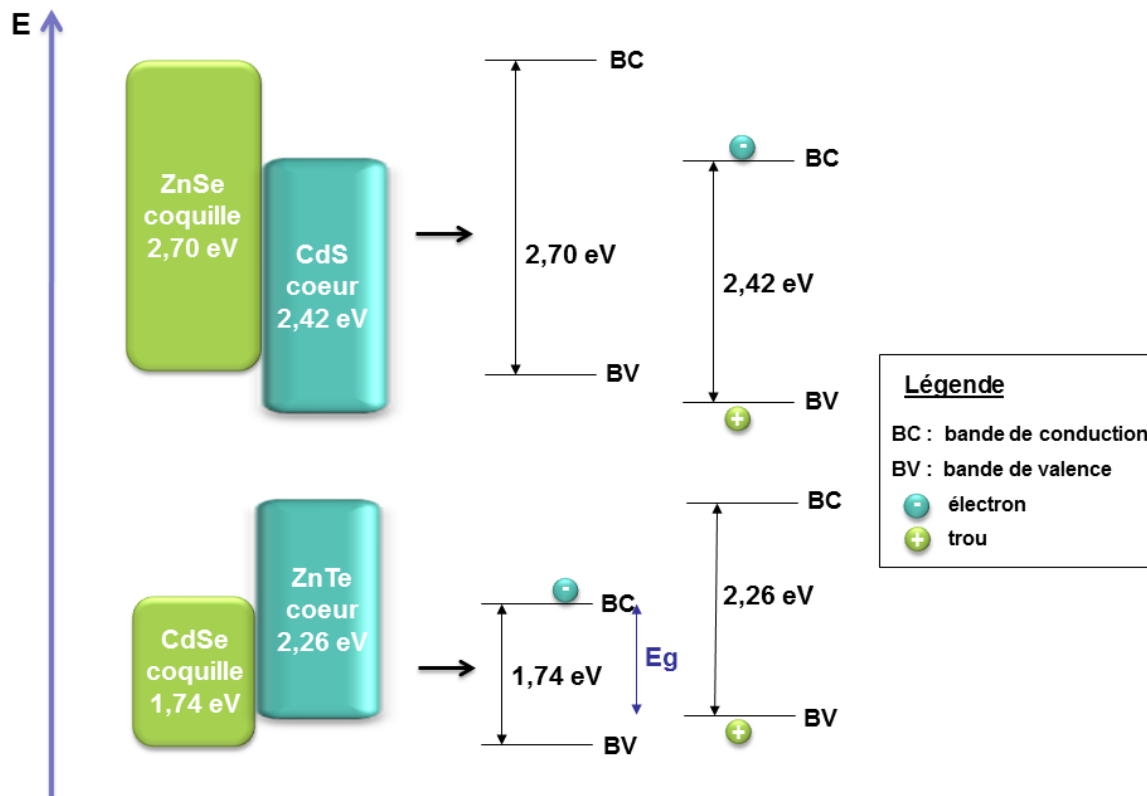 E
ZnSe
coquille
2,70 eV
CdS
coeur
2,42 eV
BC
2,70 eV
BV
BC
2,42 eV
BV
CdSe
coquille
1,74 eV
ZnTe
coeur
2,26 eV
BC
1,74 eV
Eg
BV
BC
2,26 eV
BV
Légende
BC : bande de conduction
BV : bande de valence
- électron
+ trou
-
+
-
+